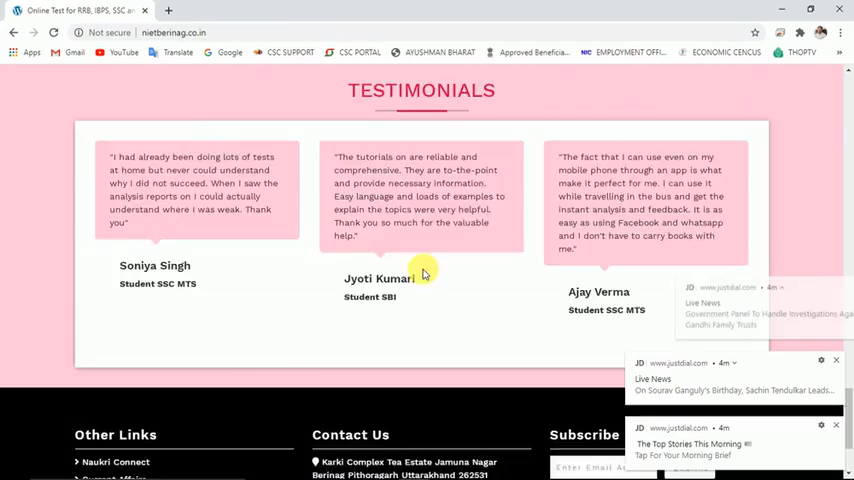 Online Test for RRB, IBPS, SSC an
Not secure | nietberinag.co.in
Apps Gmail YouTube Translate Google CSC SUPPORT CSC PORTAL AYUSHMAN BHARAT Approved Beneficia... NIC EMPLOYMENT OFFI... ECONOMIC CENCUS THOPTV
TESTIMONIALS
"I had already been doing lots of tests
at home but never could understand
why I did not succeed. When I saw the
analysis reports on I could actually
understand where I was weak. Thank
you"
Soniya Singh
Student SSC MTS
"The tutorials on are reliable and
comprehensive. They are to-the-point
and provide necessary information.
Easy language and loads of examples to
explain the topics were very helpful.
Thank you so much for the valuable
help."
Jyoti Kumari
Student SBI
"The fact that I can use even on my
mobile phone through an app is what
make it perfect for me. I can use it
while travelling in the bus and get the
instant analysis and feedback. It is as
easy as using Facebook and whatsapp
and I don't have to carry books with
me."
Ajay Verma
Student SSC MTS
JD www.justdial.com • 4m
Live News
Government Panel To Handle Investigations Aga
Gandhi Family Trusts
JD www.justdial.com • 4m
Live News
On Sourav Ganguly's Birthday, Sachin Tendulkar Leads...
JD www.justdial.com • 4m
The Top Stories This Morning
Tap For Your Morning Brief
Other Links
Naukri Connect
Contact Us
Karki Complex Tea Estate Jamuna Nagar
Berinag Pithoragarh Uttarakhand 262531
Subscribe
Enter Email A